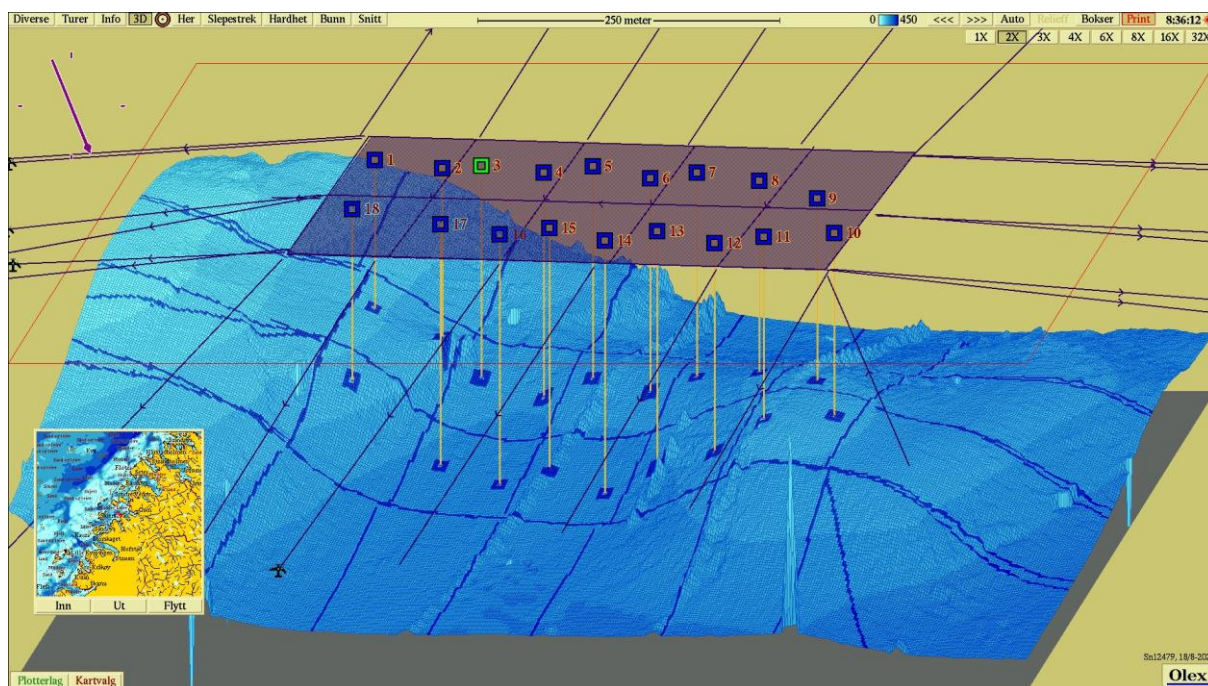 Diverse Turer Info 3D Her Slepestrek Hardhet Bunn Snitt 250 meter 0 450 <<< >>> Auto Relieff Bokser Print 8:36:12
1X 2X 3X 4X 6X 8X 16X 32X
1 2 3 4 5 6 7 8 9
18 17 16 15 14 13 12 11 10
Inn Ut Flytt
Sn12479, 18/8-202
Plotterlag Kartvalg
Olex